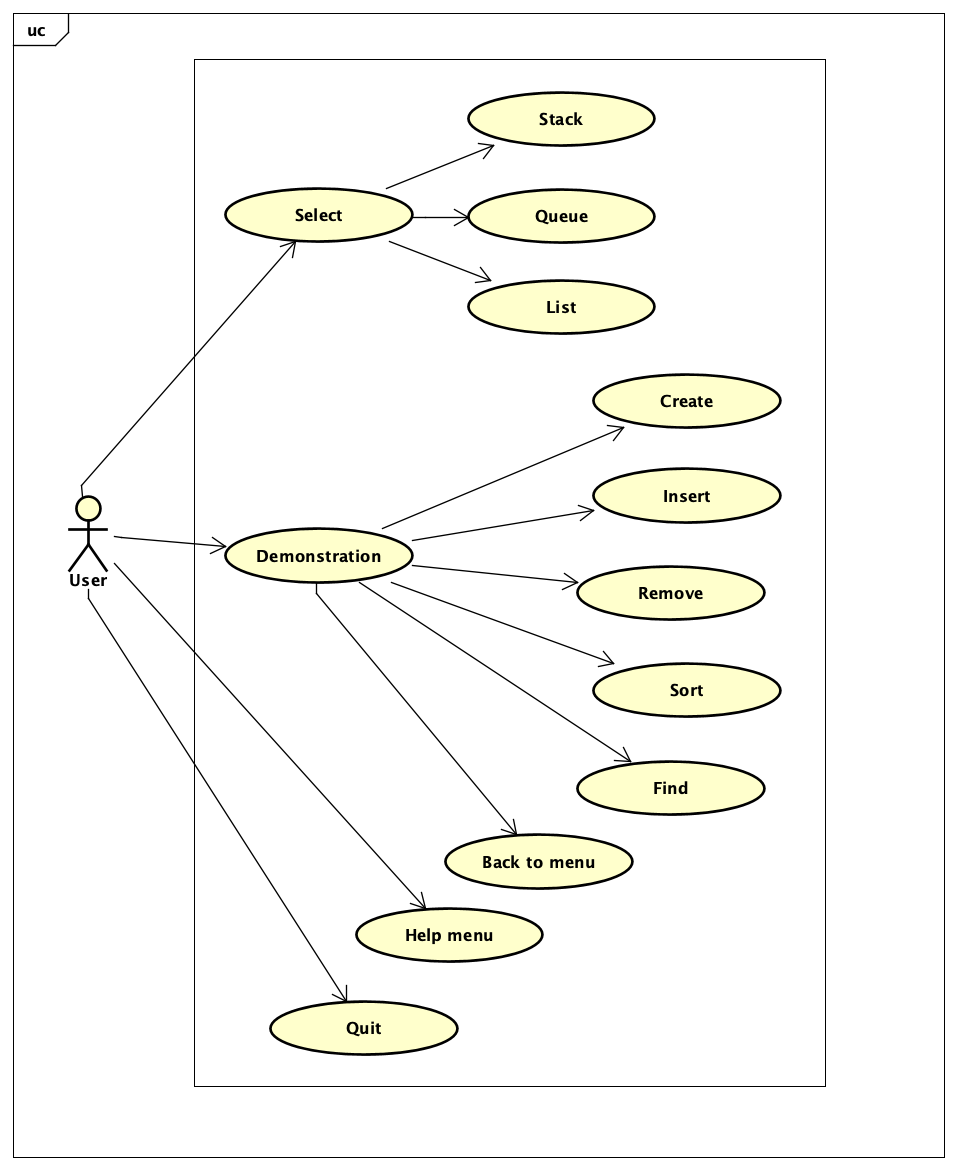 uc
Stack
Select
Queue
List
Create
Insert
Demonstration
User
Remove
Sort
Find
Back to menu
Help menu
Quit